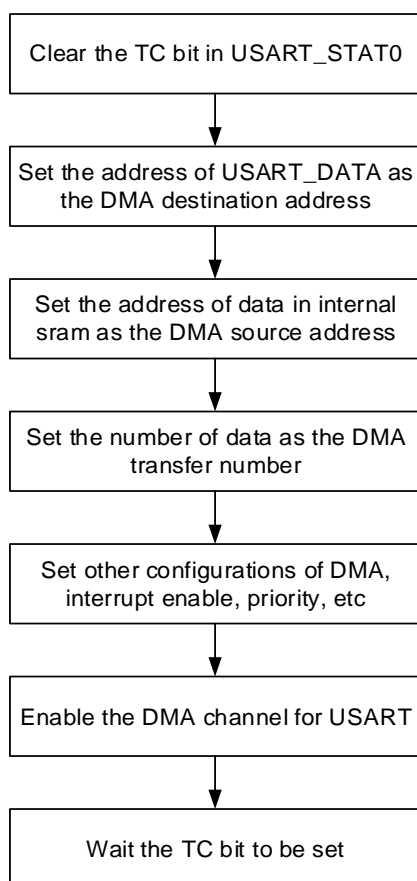 Clear the TC bit in USART_STAT0
Set the address of USART_DATA as
the DMA destination address
Set the address of data in internal
sram as the DMA source address
Set the number of data as the DMA
transfer number
Set other configurations of DMA,
interrupt enable, priority, etc
Enable the DMA channel for USART
Wait the TC bit to be set